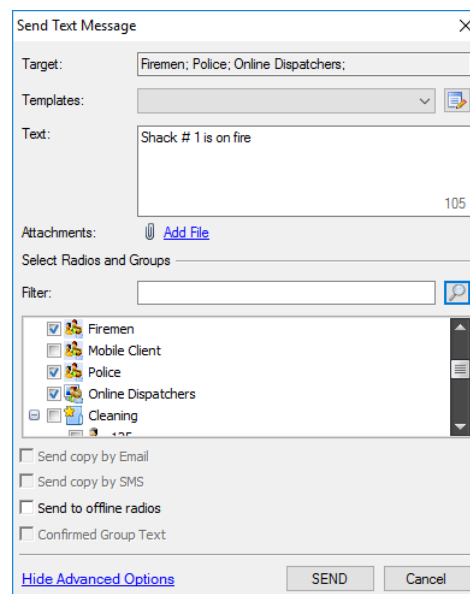 Send Text Message
Target: Firemen; Police; Online Dispatchers;
Templates:
Text: Shack # 1 is on fire
105
Attachments: Add File
Select Radios and Groups
Filter:
Firemen
Mobile Client
Police
Online Dispatchers
Cleaning
Send copy by Email
Send copy by SMS
Send to offline radios
Confirmed Group Text
Hide Advanced Options SEND Cancel